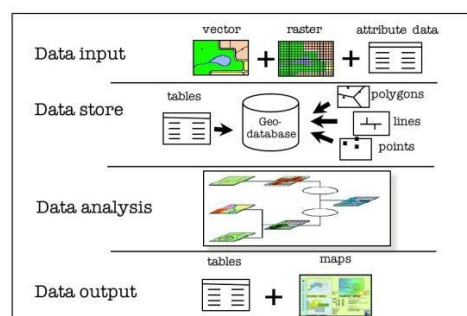 vector raster attribute data
Data input
Data store
tables
polygons
Geo-
database
lines
points
Data analysis
tables maps
Data output